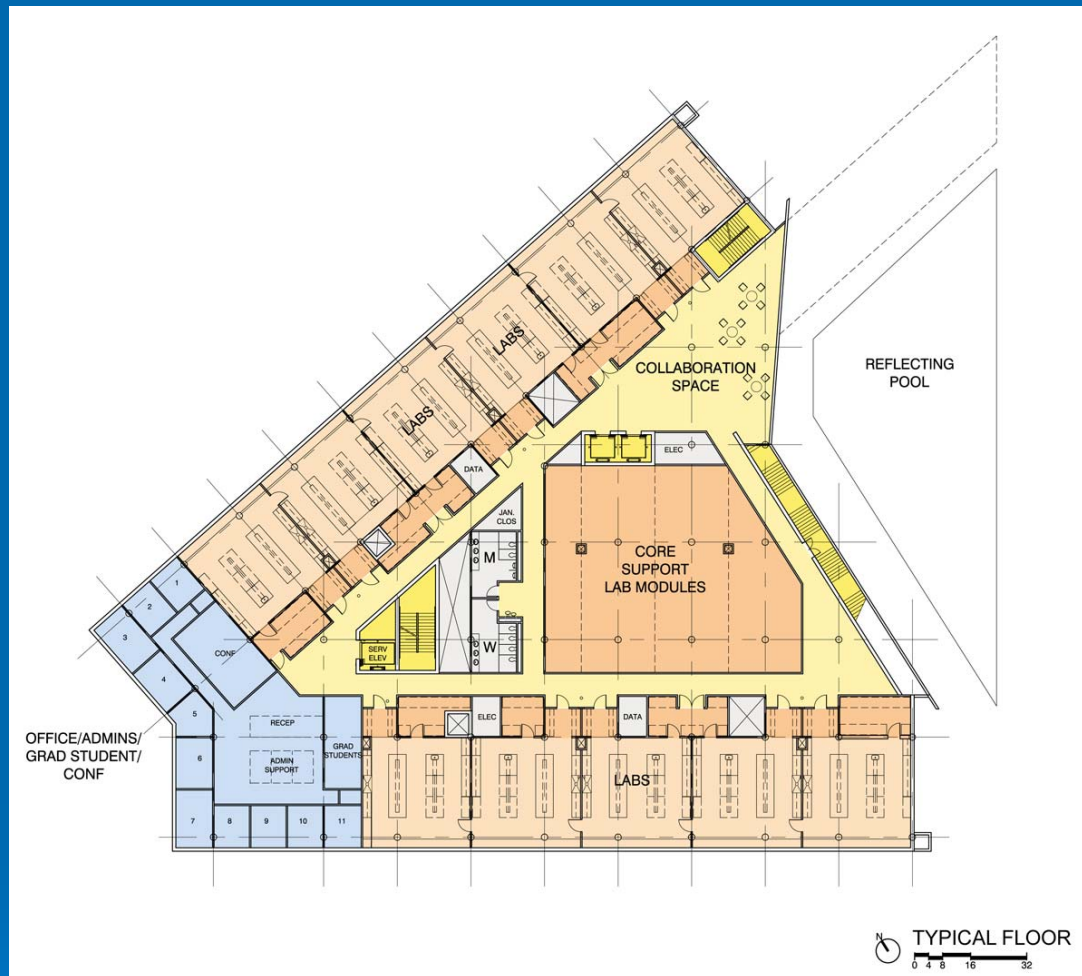 LABS
COLLABORATION
SPACE
REFLECTING
POOL
LABS
ELEC
DATA
JAN.
CLOS
M
CORE
SUPPORT
LAB MODULES
1
2
3
CONF
SERV
ELEV
W
4
5
RECEP
ELEC
DATA
OFFICE/ADMINS/
GRAD STUDENT/
CONF
6
ADMIN
SUPPORT
GRAD
STUDENTS
LABS
7
8
9
10
11
N
TYPICAL FLOOR
0 4 8 16 32